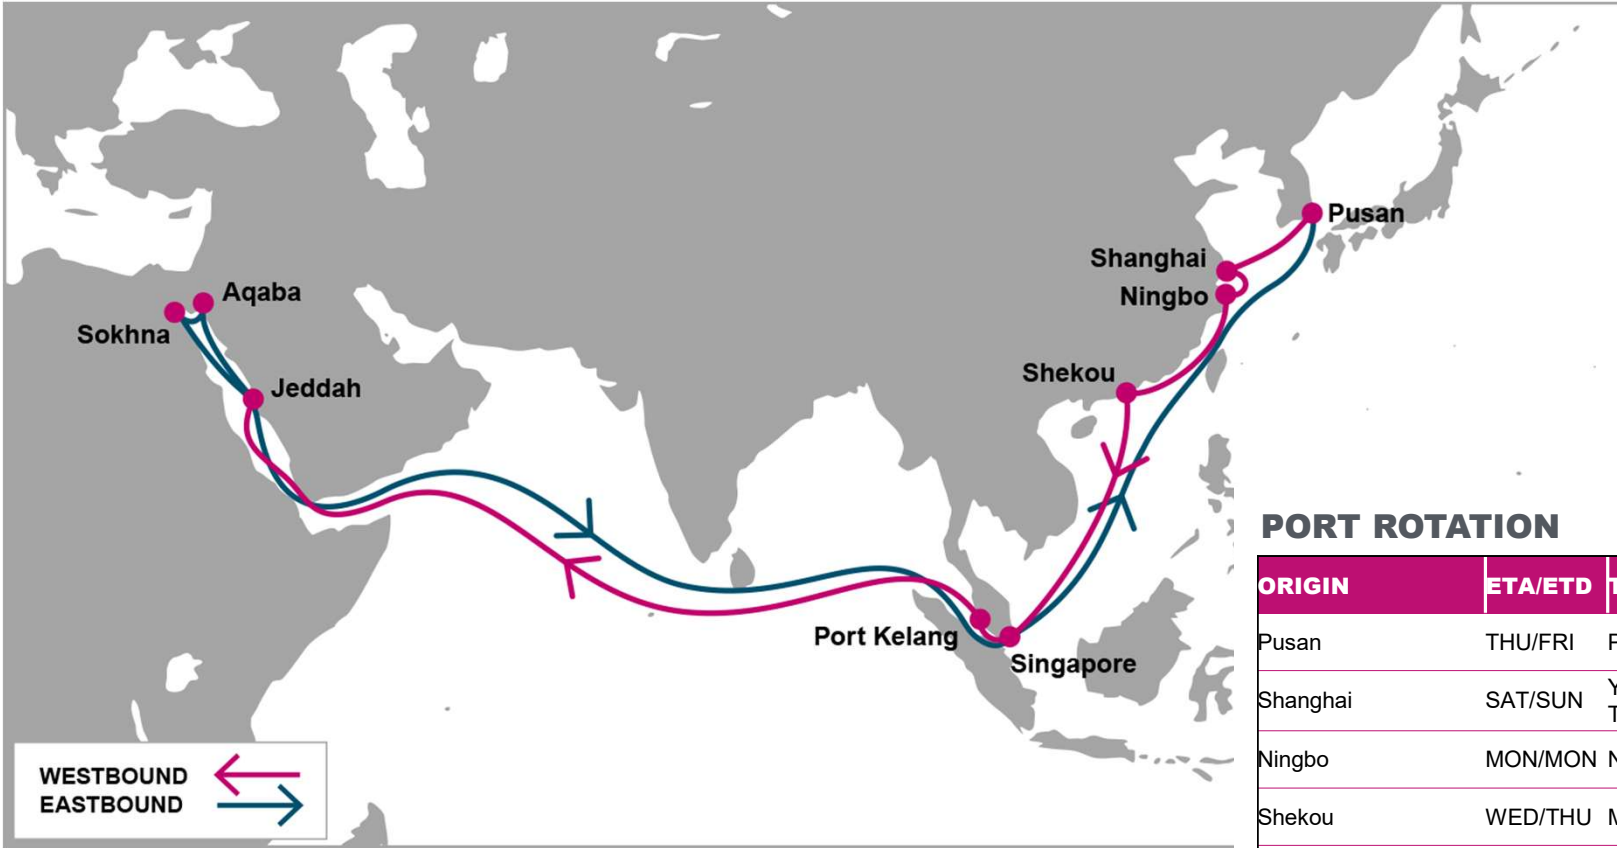 Pusan
Shanghai
Ningbo
Aqaba
Sokhna
Shekou
Jeddah
Port Kelang
Singapore
WESTBOUND
EASTBOUND
PORT ROTATION
ORIGIN ETA/ETD
Pusan THU/FRI
Shanghai SAT/SUN
Ningbo MON/MON
Shekou WED/THU